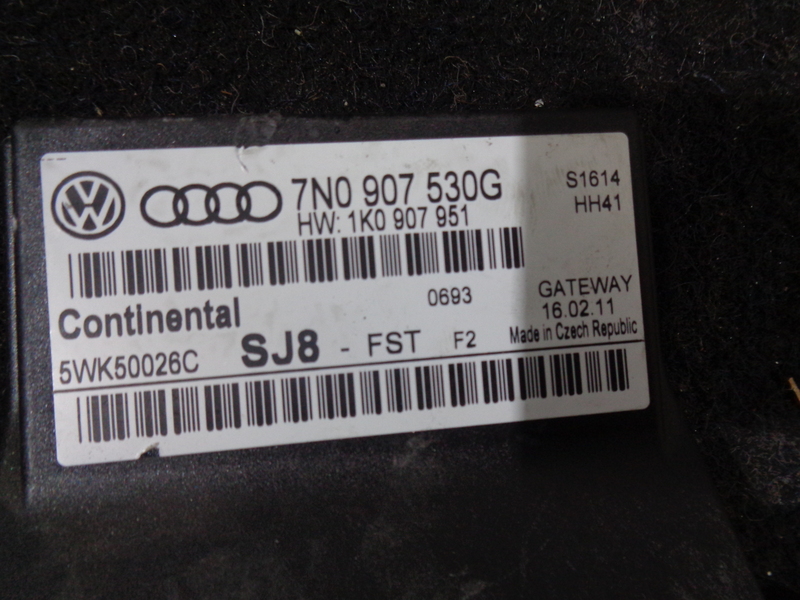 7N0 907 530G
HW: 1K0 907 951
S1614
HH41
Continental
0693
GATEWAY
16.02.11
Made in Czech Republic
5WK50026C
SJ8 - FST F2